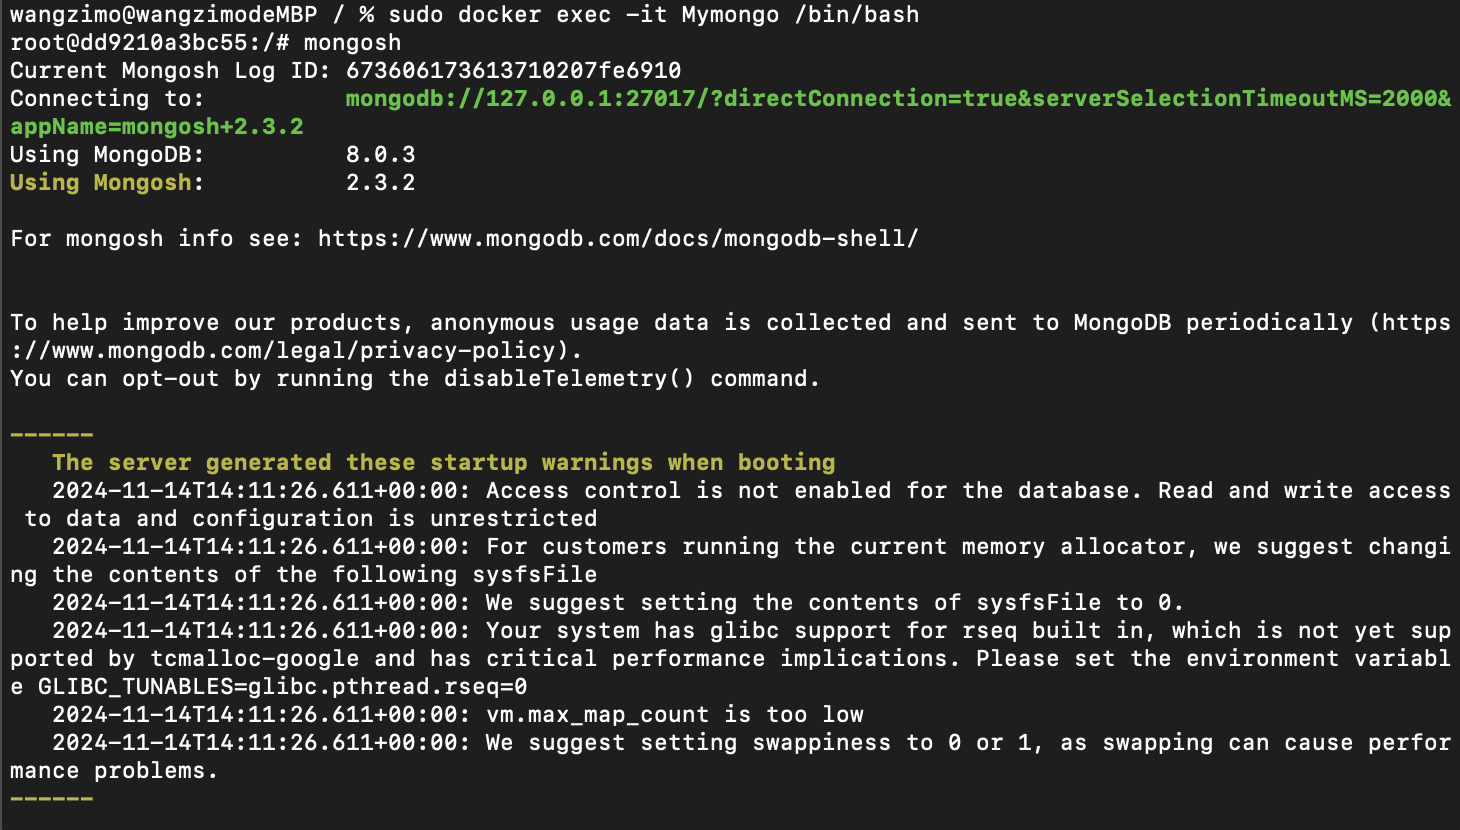 wangzimo@wangzimodeMBP / % sudo docker exec -it Mymongo /bin/bash
root@dd9210a3bc55:/# mongosh
Current Mongosh Log ID: 673606173613710207fe6910
Connecting to: mongodb://127.0.0.1:27017/?directConnection=true&serverSelectionTimeoutMS=2000&
appName=mongosh+2.3.2
Using MongoDB: 8.0.3
Using Mongosh: 2.3.2
For mongosh info see: https://www.mongodb.com/docs/mongodb-shell/
To help improve our products, anonymous usage data is collected and sent to MongoDB periodically (https
://www.mongodb.com/legal/privacy-policy).
You can opt-out by running the disableTelemetry() command.
------
The server generated these startup warnings when booting
2024-11-14T14:11:26.611+00:00: Access control is not enabled for the database. Read and write access
to data and configuration is unrestricted
2024-11-14T14:11:26.611+00:00: For customers running the current memory allocator, we suggest changi
ng the contents of the following sysfsFile
2024-11-14T14:11:26.611+00:00: We suggest setting the contents of sysfsFile to 0.
2024-11-14T14:11:26.611+00:00: Your system has glibc support for rseq built in, which is not yet sup
ported by tcmalloc-google and has critical performance implications. Please set the environment variabl
e GLIBC_TUNABLES=glibc.pthread.rseq=0
2024-11-14T14:11:26.611+00:00: vm.max_map_count is too low
2024-11-14T14:11:26.611+00:00: We suggest setting swappiness to 0 or 1, as swapping can cause perfor
mance problems.
------